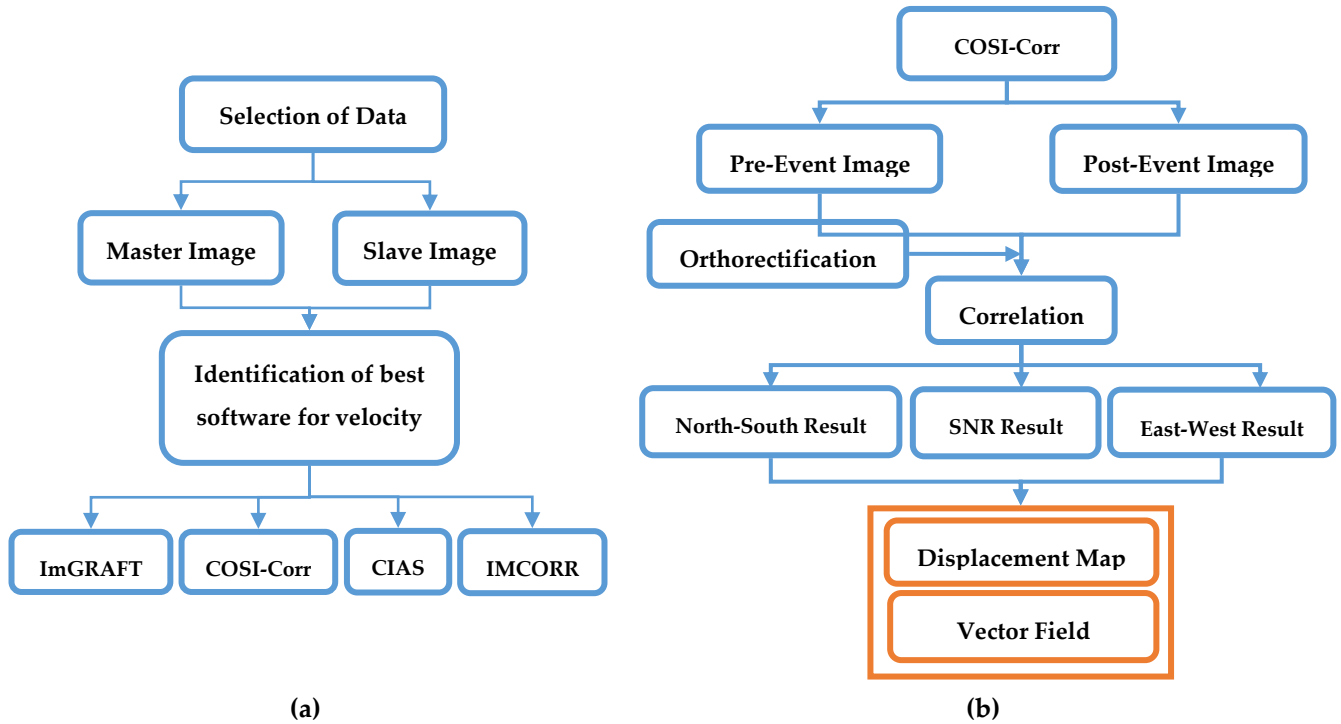 Selection of Data
Master Image
Slave Image
Identification of best
software for velocity
ImGRAFT
COSI-Corr
CIAS
IMCORR
(a)
COSI-Corr
Pre-Event Image
Post-Event Image
Orthorectification
Correlation
North-South Result
SNR Result
East-West Result
Displacement Map
Vector Field
(b)